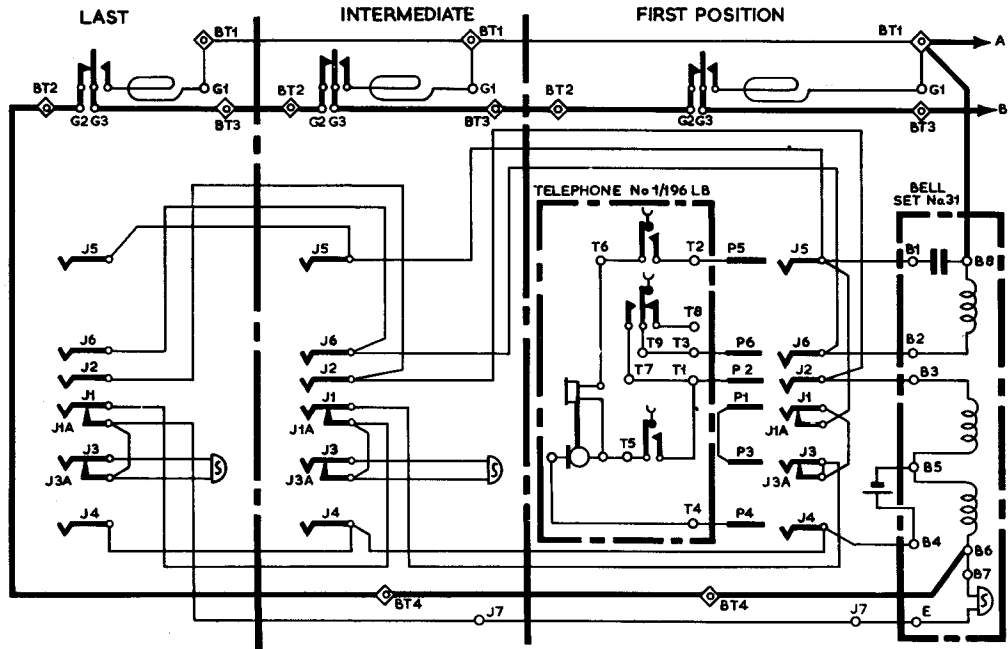 LAST
INTERMEDIATE
FIRST POSITION
BT1
BT1
BT1
A
BT2
G1
BT2
G1
BT2
G1
B
G2 G3
BT3
G2 G3
BT3
G2 G3
BT3
TELEPHONE No 1/196 LB
BELL
SET No.31
J5
J5
T6
T2
P5
J5
B1
B8
T8
J6
J6
T9
T3
P6
J6
B2
J2
J2
T7
T1
P2
J2
B3
J1
J1
P1
J1
J1A
J1A
J1A
J3
J3
T5
P3
J3
B5
J3A
J3A
J3A
J4
J4
T4
P4
J4
B4
B6
B7
BT4
BT4
J7
J7
E